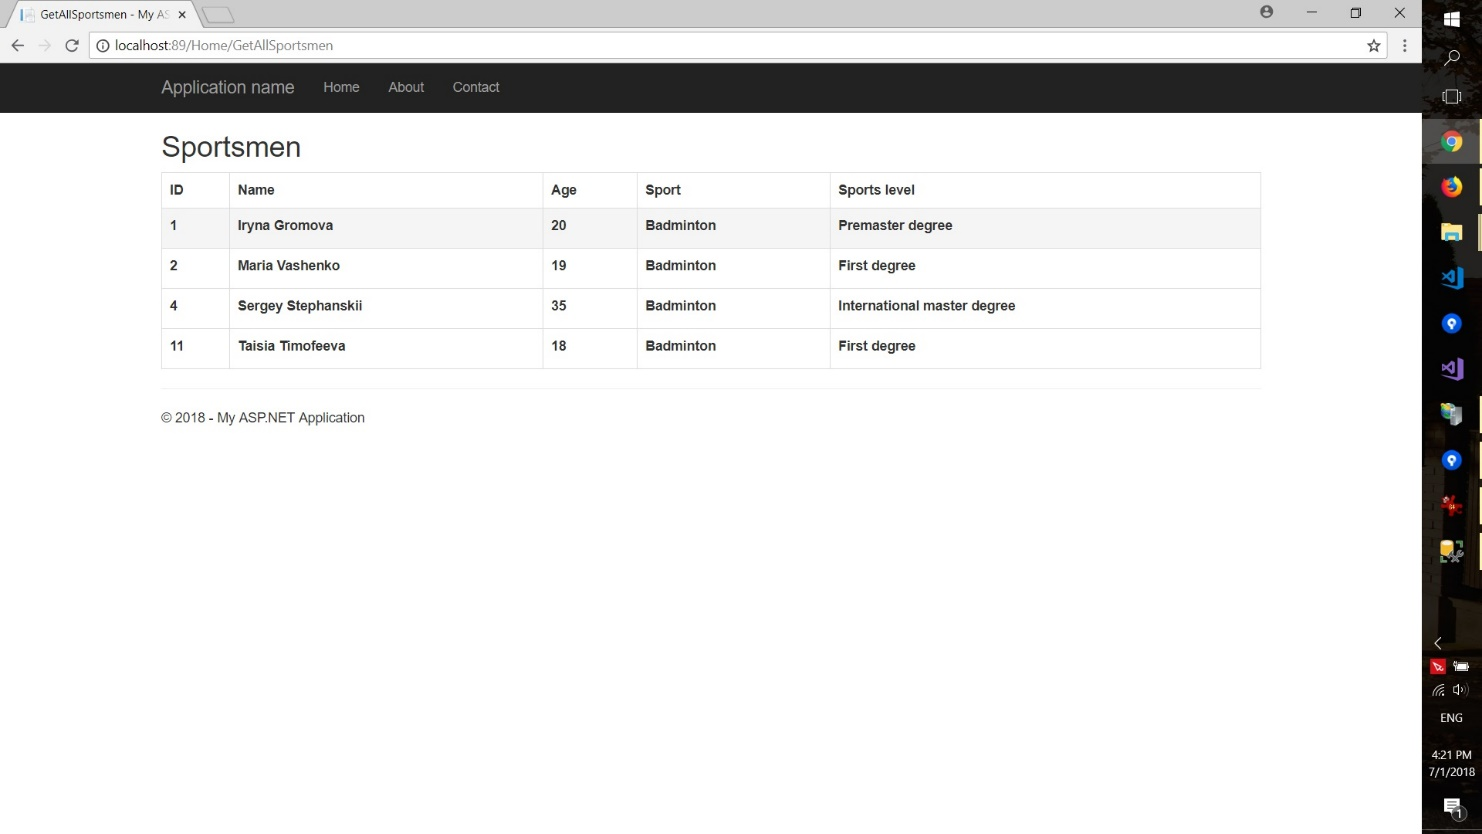 GetAllSportsmen - My AS
localhost:89/Home/GetAllSportsmen
Application name Home About Contact
Sportsmen
ID Name Age Sport Sports level
1 Iryna Gromova 20 Badminton Premaster degree
2 Maria Vashenko 19 Badminton First degree
4 Sergey Stephanskii 35 Badminton International master degree
11 Taisia Timofeeva 18 Badminton First degree
© 2018 - My ASP.NET Application
ENG
4:21 PM
7/1/2018
1